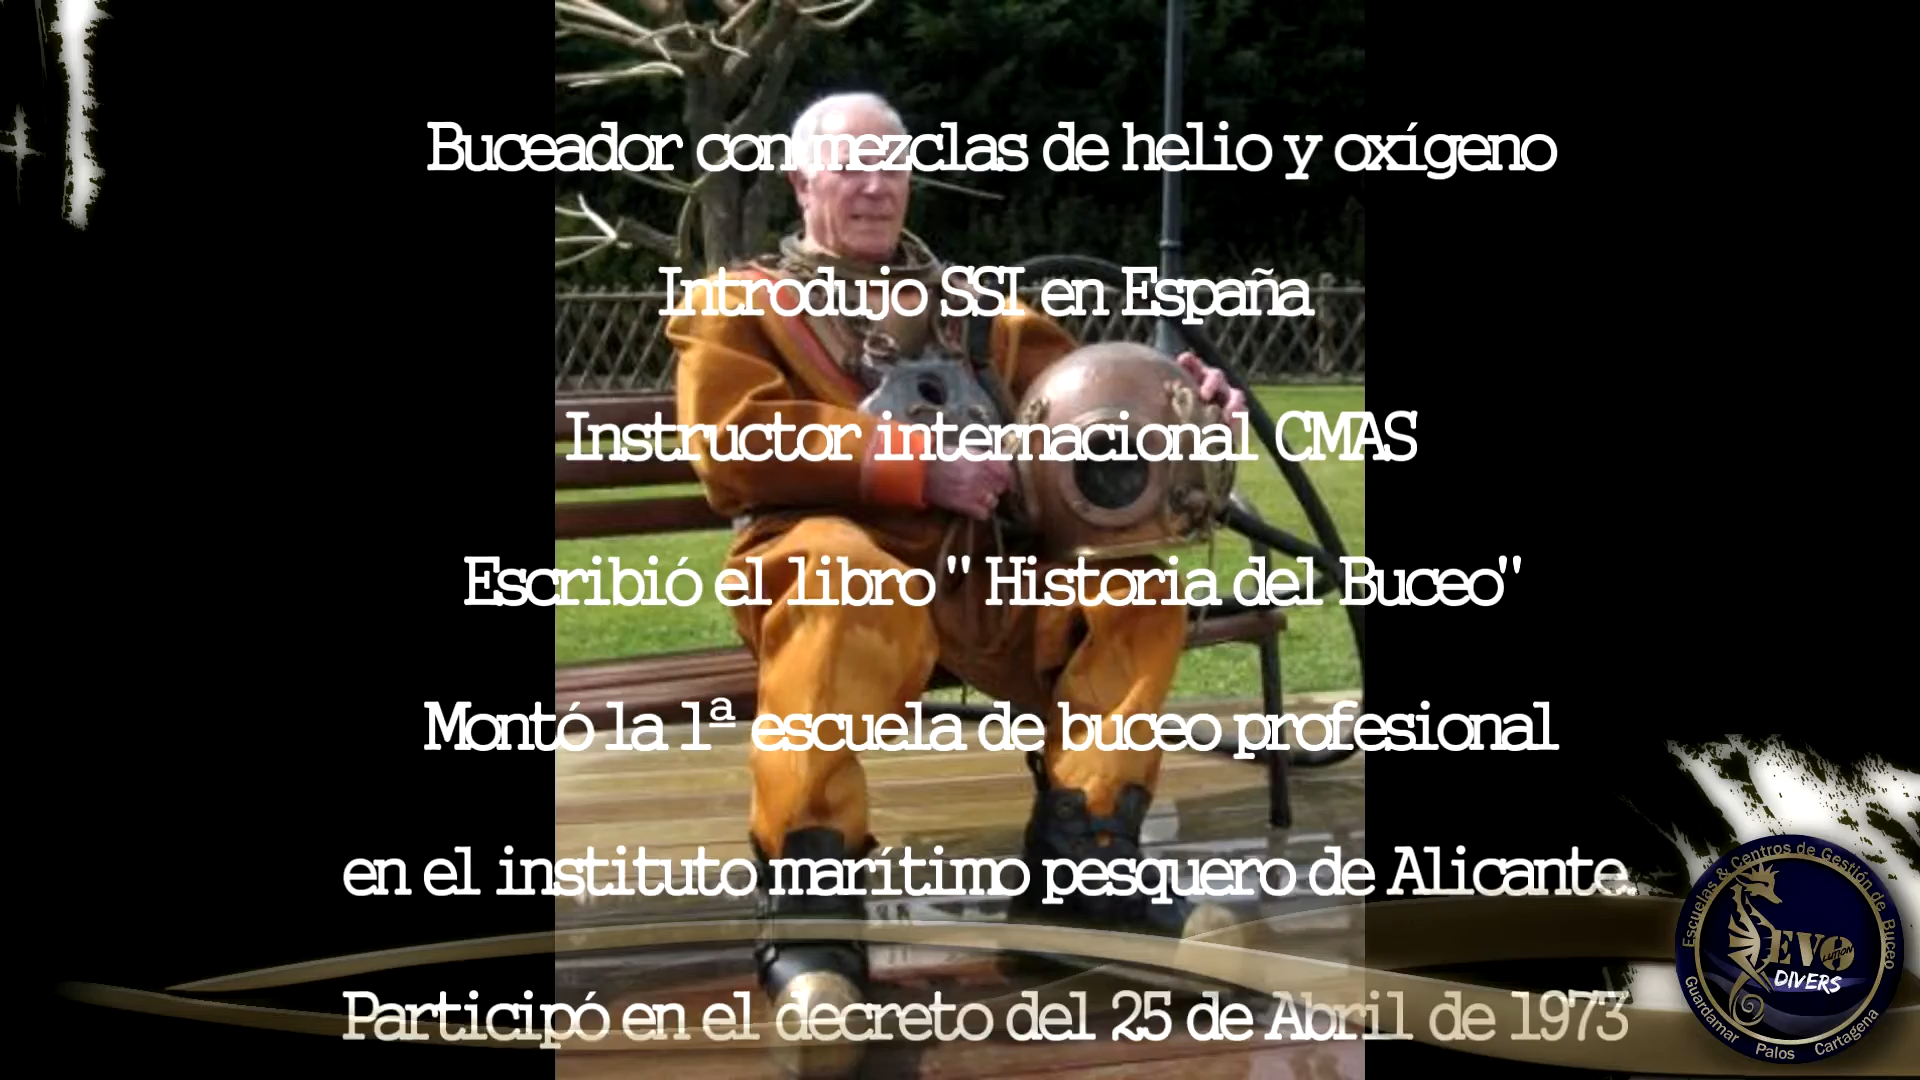 Buceador con mezclas de helio y oxígeno
Introdujo SSI en España
Instructor internacional CMAS
Escribió el libro " Historia del Buceo"
Montó la 1ª escuela de buceo profesional
en el instituto marítimo pesquero de Alicante.
Participó en el decreto del 25 de Abril de 1973
Escuelas & Centros de Gestión de Buceo
EVO
LUTION
DIVERS
Guardamar Palos Cartagena